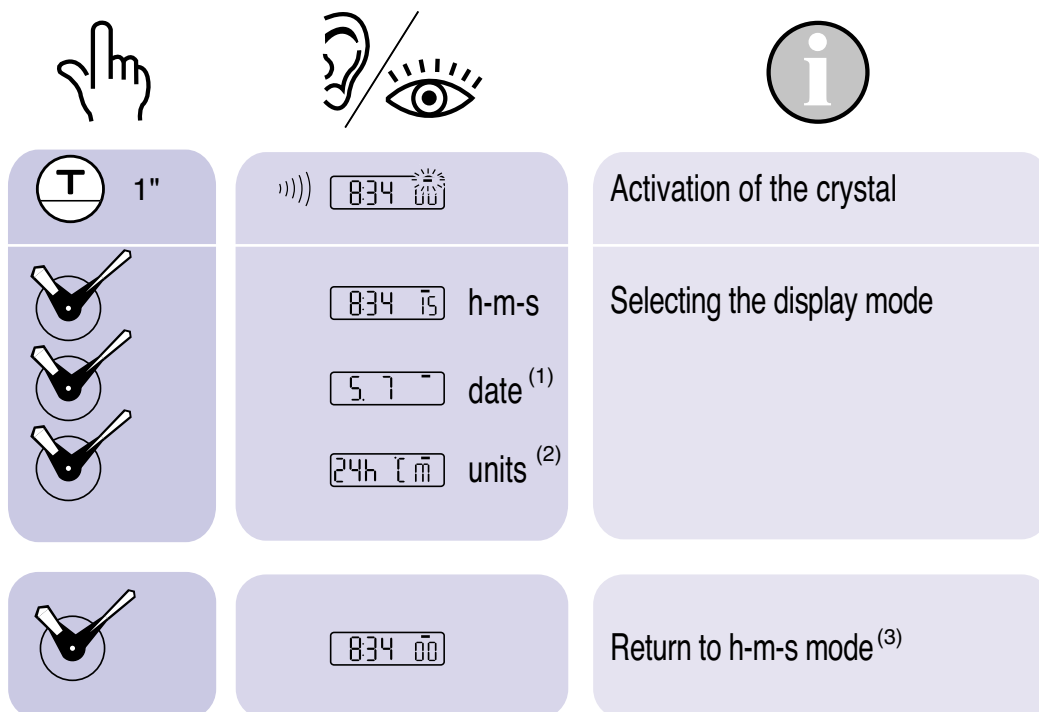 T 1" 8:34 00 Activation of the crystal
8:34 15 h-m-s Selecting the display mode
5. 7 date (1)
24h °C m units (2)
8:34 00 Return to h-m-s mode (3)